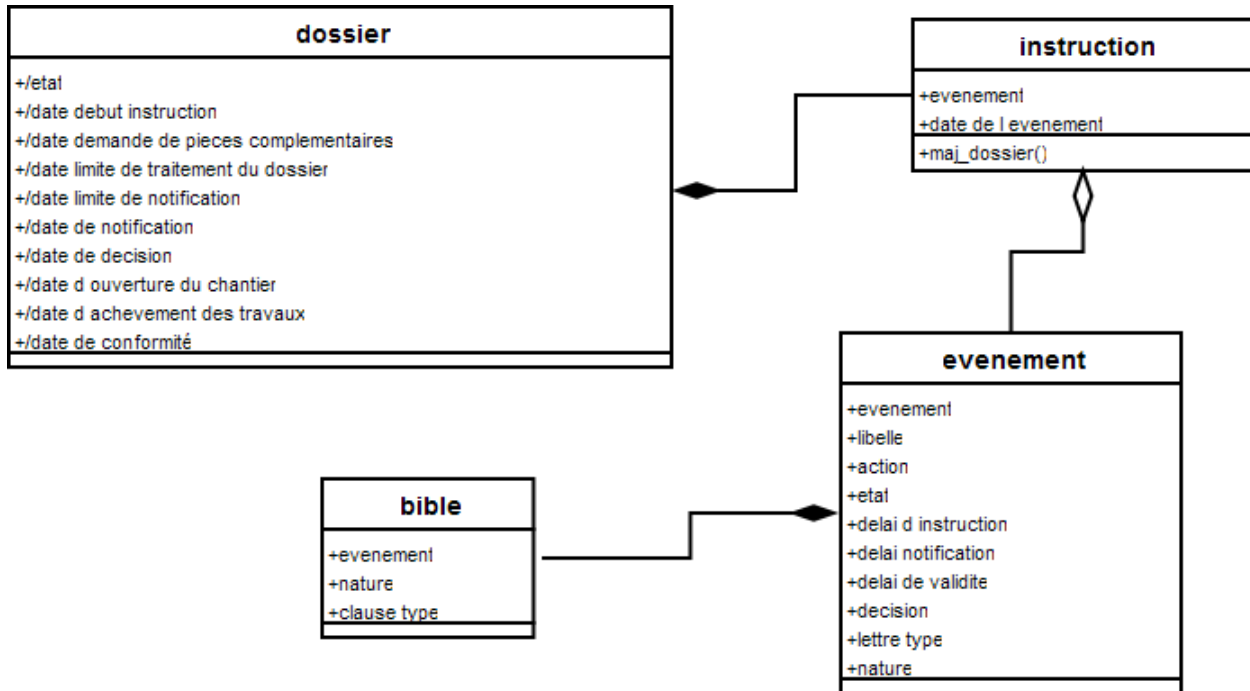 dossier
+/etat
+/date debut instruction
+/date demande de pieces complementaires
+/date limite de traitement du dossier
+/date limite de notification
+/date de notification
+/date de decision
+/date d ouverture du chantier
+/date d achevement des travaux
+/date de conformité
instruction
+evenement
+date de l evenement
+maj_dossier()
evenement
+evenement
+libelle
+action
+etat
+delai d instruction
+delai notification
+delai de validite
+decision
+lettre type
+nature
bible
+evenement
+nature
+clause type